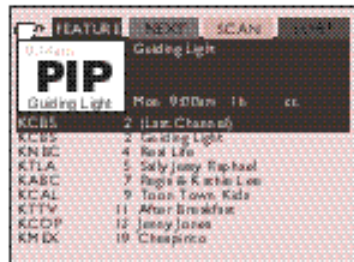 FEATURE NEXT SCAN
Guiding Light
PIP
Guiding Light
Mon 9:00am 1h cc
KCBS 2 (Last Channel)
KCBS 2 Guiding Light
KNBC 4 Real Life
KTLA 5 Sally Jessy Raphael
KABC 7 Regis & Kathie Lee
KCAL 9 Toon Town Kids
KTTV 11 After Breakfast
KCOP 13 Jenny Jones
KMEX 19 Chespirito